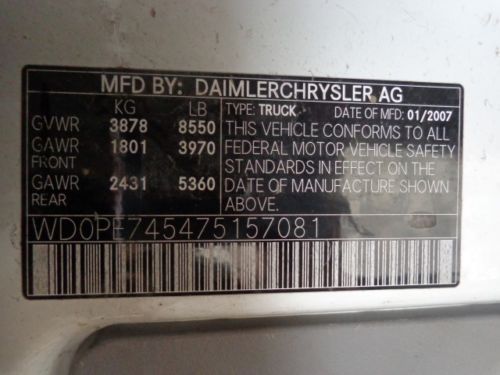 MFD BY: DAIMLERCHRYSLER AG
KG LB
GVWR 3878 8550
GAWR 1801 3970
FRONT
GAWR 2431 5360
REAR
TYPE: TRUCK DATE OF MFD: 01/2007
THIS VEHICLE CONFORMS TO ALL
FEDERAL MOTOR VEHICLE SAFETY
STANDARDS IN EFFECT ON THE
DATE OF MANUFACTURE SHOWN
ABOVE.
WD0PE745475157081